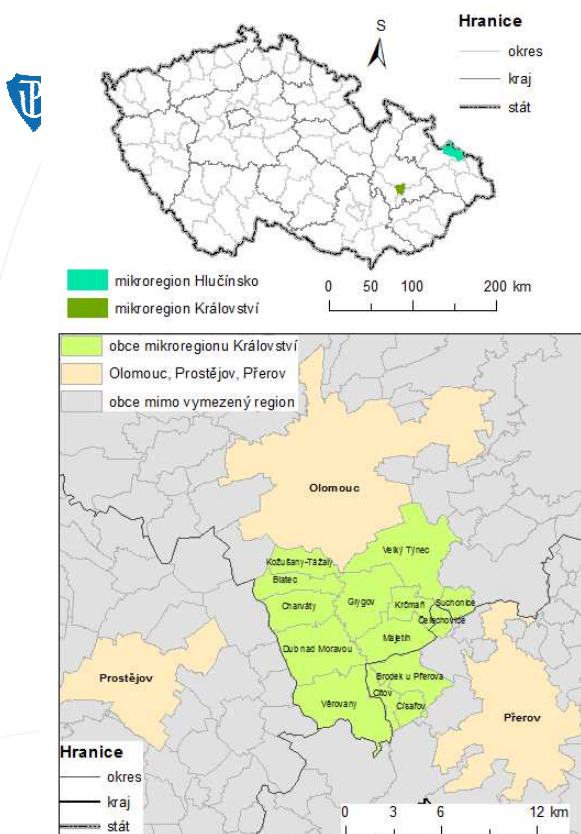 S
Hranice
okres
kraj
stát
mikroregion Hlučínsko
mikroregion Království
0 50 100 200 km
obce mikroregionu Království
Olomouc, Prostějov, Přerov
obce mimo vymezený region
Olomouc
Velký Týnec
Kožušany-Tážaly
Blatec
Charváty
Grygov
Krčmaň
Suchonice
Čelechovice
Majetín
Dub nad Moravou
Brodek u Přerova
Citov
Císařov
Věrovany
Prostějov
Přerov
Hranice
okres
kraj
stát
0 3 6 12 km